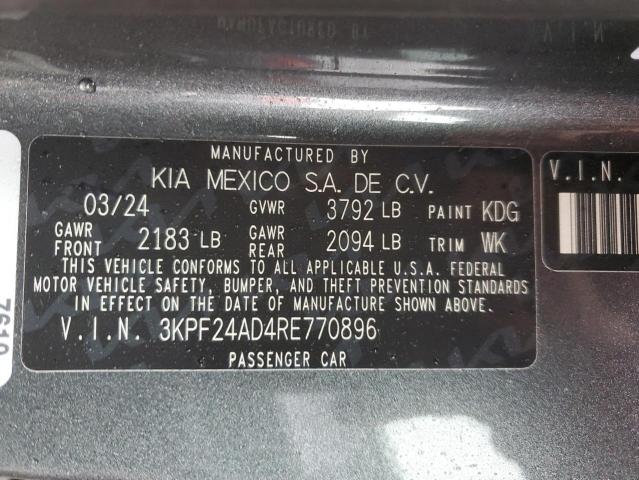 MANUFACTURED BY
KIA MEXICO S.A. DE C.V.
03/24 GVWR 3792 LB PAINT KDG
GAWR FRONT 2183 LB GAWR REAR 2094 LB TRIM WK
THIS VEHICLE CONFORMS TO ALL APPLICABLE U.S.A. FEDERAL
MOTOR VEHICLE SAFETY, BUMPER, AND THEFT PREVENTION STANDARDS
IN EFFECT ON THE DATE OF MANUFACTURE SHOWN ABOVE.
V.I.N. 3KPF24AD4RE770896
PASSENGER CAR
V.I.N.